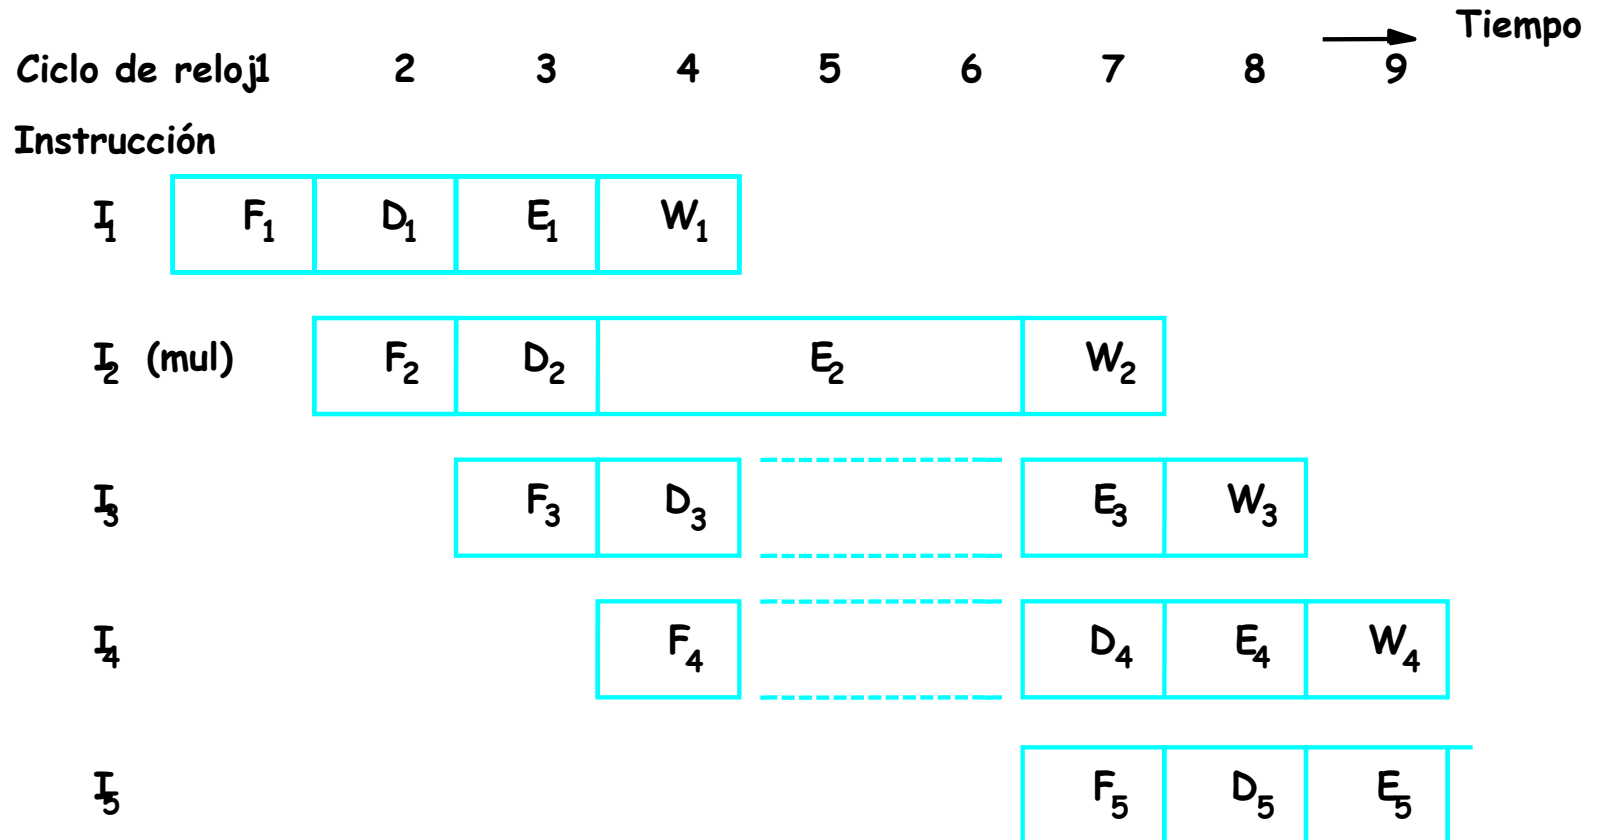 Tiempo
Ciclo de reloj1 2 3 4 5 6 7 8 9
Instrucción
I1 F1 D1 E1 W1
I2 (mul) F2 D2 E2 W2
I3 F3 D3 E3 W3
I4 F4 D4 E4 W4
I5 F5 D5 E5